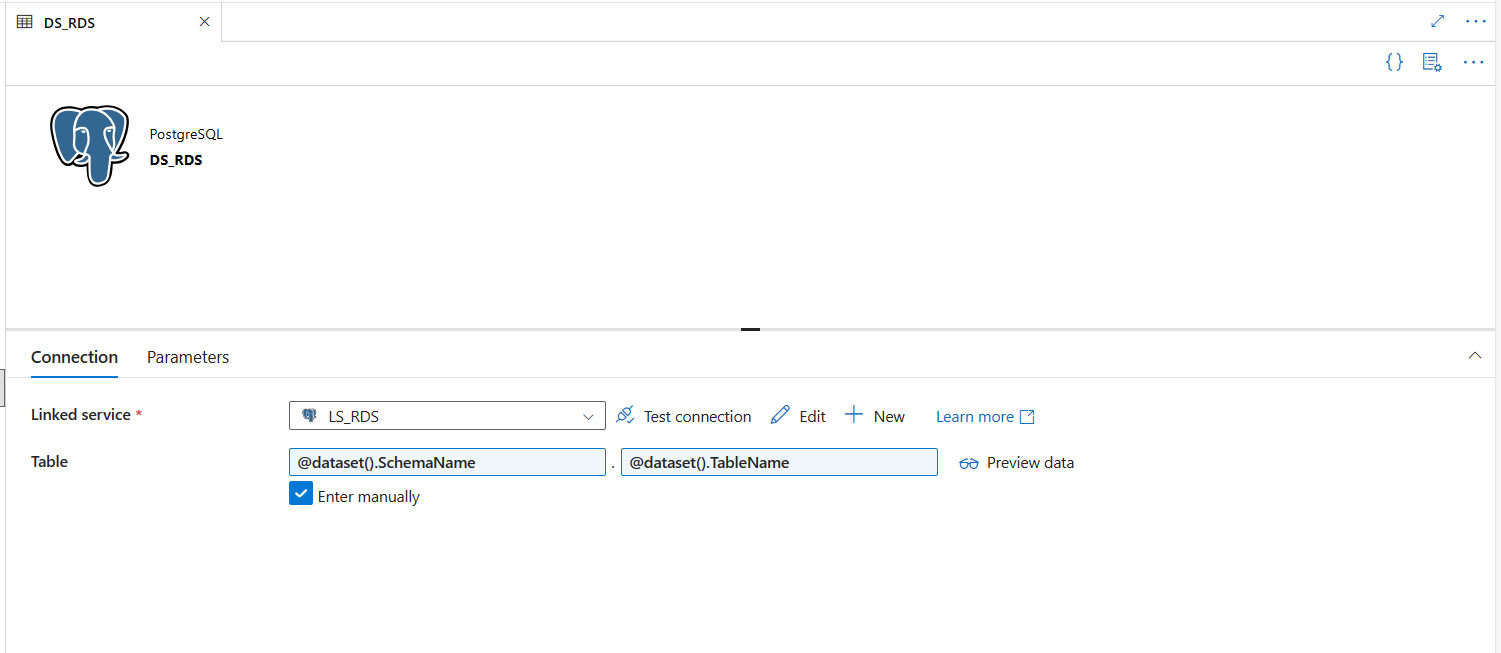 DS_RDS
PostgreSQL
DS_RDS
Connection Parameters
Linked service * LS_RDS Test connection Edit New Learn more
Table @dataset().SchemaName . @dataset().TableName Preview data
Enter manually